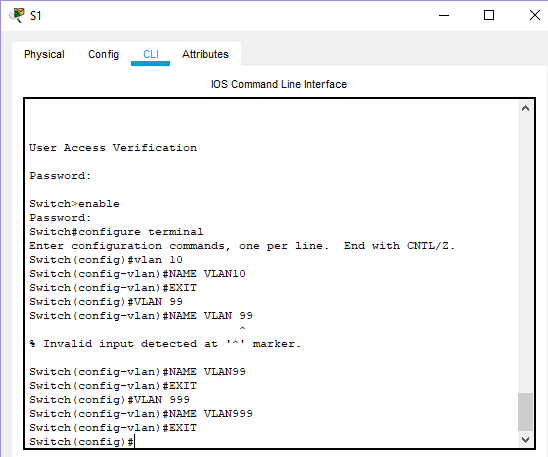 S1
Physical Config CLI Attributes
IOS Command Line Interface
User Access Verification
Password:
Switch>enable
Password:
Switch#configure terminal
Enter configuration commands, one per line.  End with CNTL/Z.
Switch(config)#vlan 10
Switch(config-vlan)#NAME VLAN10
Switch(config-vlan)#EXIT
Switch(config)#VLAN 99
Switch(config-vlan)#NAME VLAN 99
^
% Invalid input detected at '^' marker.
Switch(config-vlan)#NAME VLAN99
Switch(config-vlan)#EXIT
Switch(config)#VLAN 999
Switch(config-vlan)#NAME VLAN999
Switch(config-vlan)#EXIT
Switch(config)#